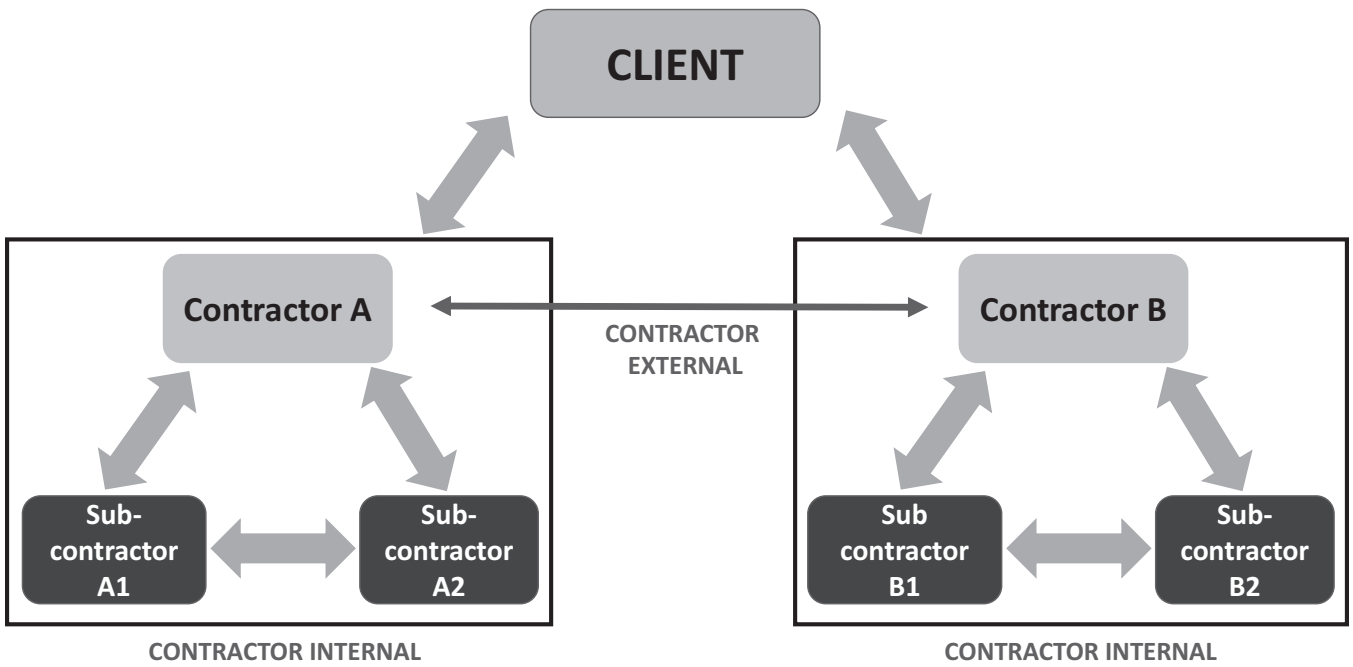 CLIENT
Contractor A
CONTRACTOR
EXTERNAL
Contractor B
Sub-
contractor
A1
Sub-
contractor
A2
Sub
contractor
B1
Sub-
contractor
B2
CONTRACTOR INTERNAL
CONTRACTOR INTERNAL